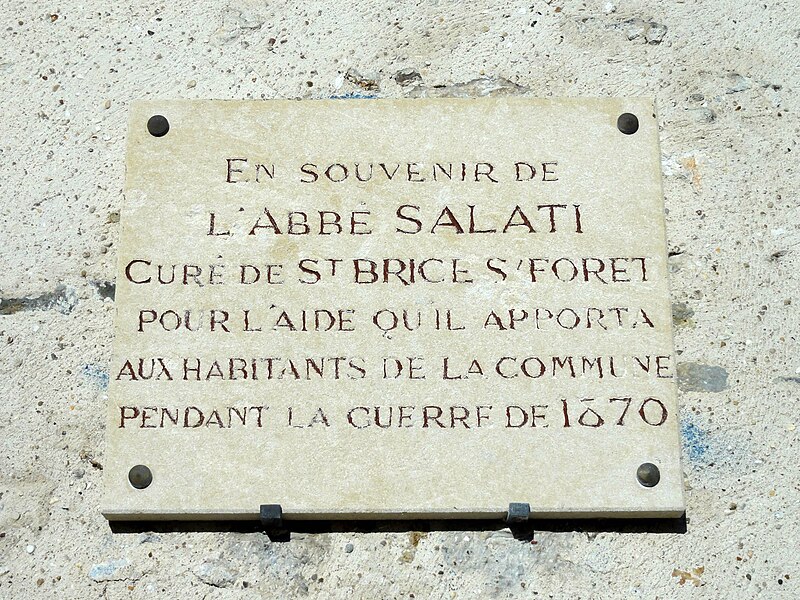 EN SOUVENIR DE
L'ABBÉ SALATI
CURÉ DE ST BRICE S/FORET
POUR L'AIDE QU'IL APPORTA
AUX HABITANTS DE LA COMMUNE
PENDANT LA GUERRE DE 1870